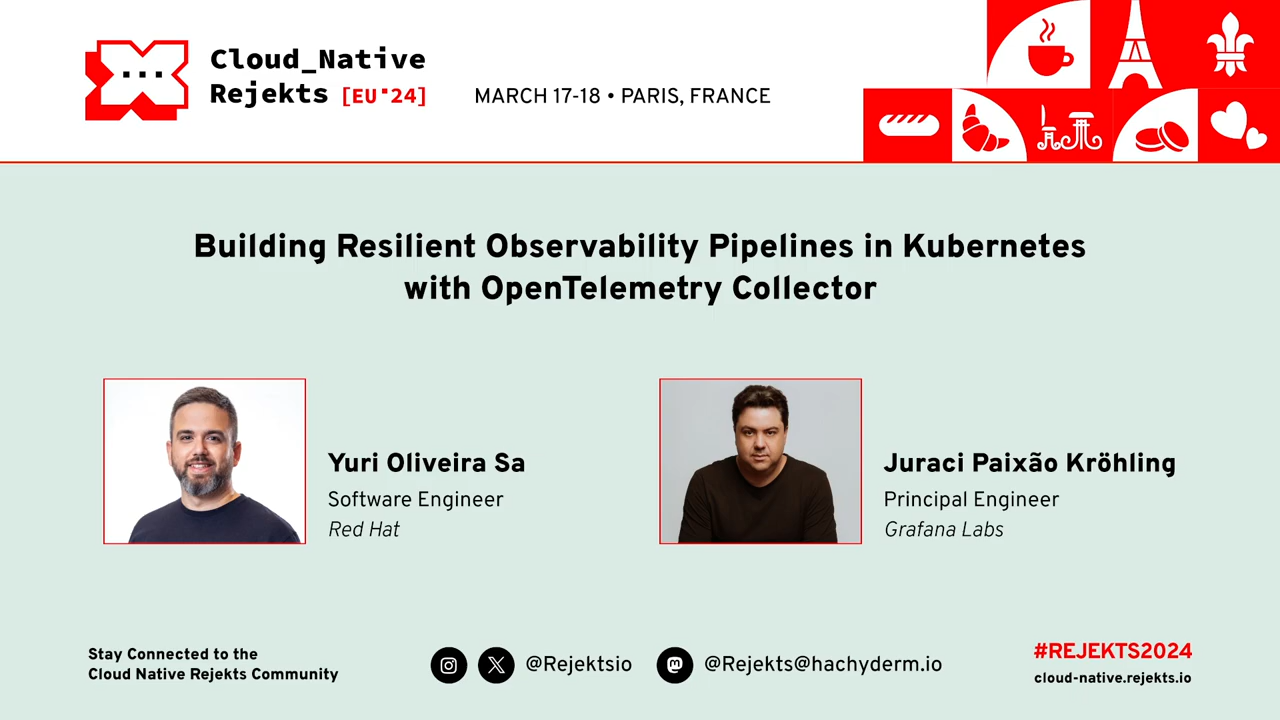 Cloud_Native
Rejekts [EU'24]
MARCH 17-18 • PARIS, FRANCE
Building Resilient Observability Pipelines in Kubernetes
with OpenTelemetry Collector
Yuri Oliveira Sa
Software Engineer
Red Hat
Juraci Paixão Kröhling
Principal Engineer
Grafana Labs
Stay Connected to the
Cloud Native Rejekts Community
@Rejektsio
@Rejekts@hachyderm.io
#REJEKTS2024
cloud-native.rejekts.io